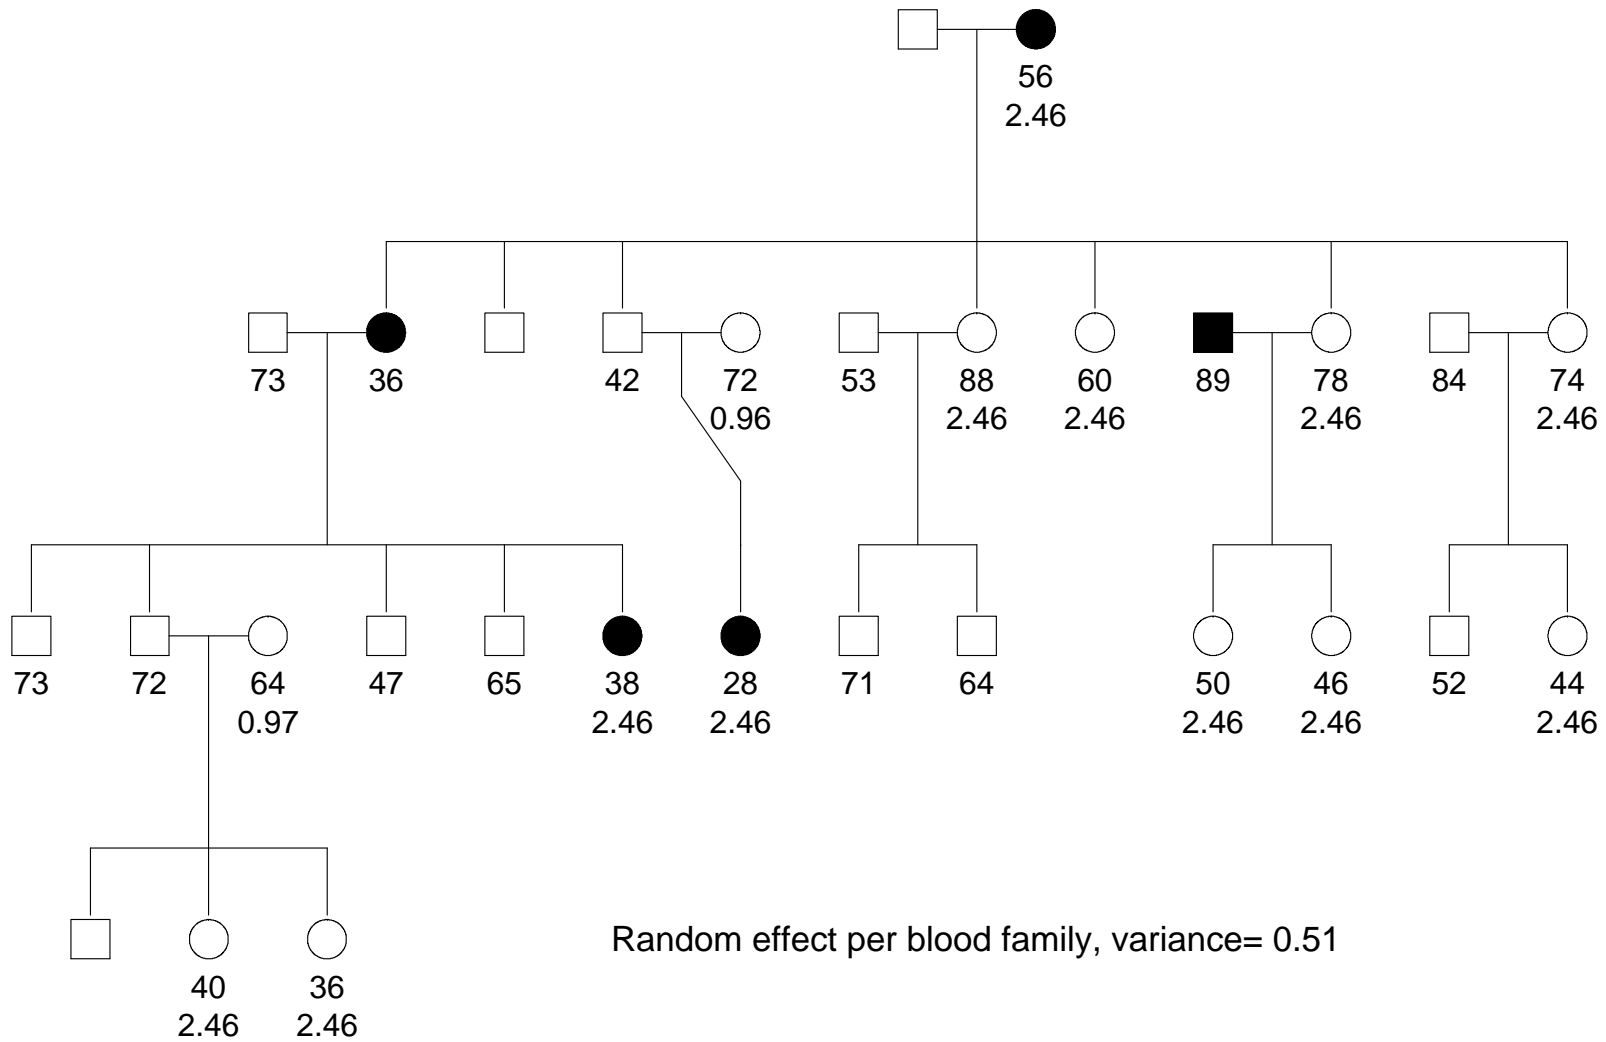 56
2.46
73 36 42 72 53 88 60 89 78 84 74
0.96 2.46 2.46 2.46 2.46
73 72 64 47 65 38 28 71 64 50 46 52 44
0.97 2.46 2.46 2.46 2.46 2.46
Random effect per blood family, variance= 0.51
40 36
2.46 2.46